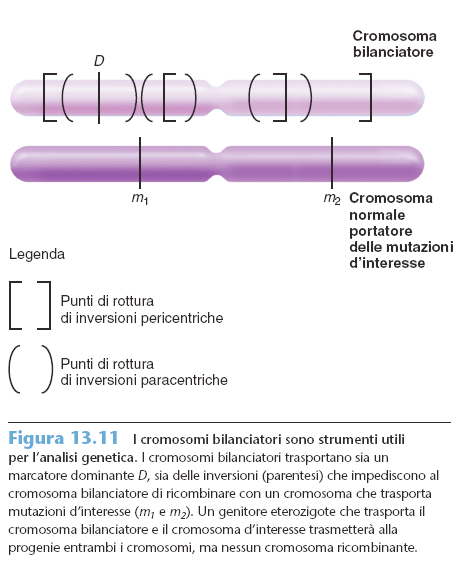 Cromosoma
bilanciatore
D
m1
m2 Cromosoma
normale
portatore
delle mutazioni
d'interesse
Legenda
Punti di rottura
di inversioni pericentriche
Punti di rottura
di inversioni paracentriche
Figura 13.11 I cromosomi bilanciatori sono strumenti utili
per l'analisi genetica. I cromosomi bilanciatori trasportano sia un
marcatore dominante D, sia delle inversioni (parentesi) che impediscono al
cromosoma bilanciatore di ricombinare con un cromosoma che trasporta
mutazioni d'interesse (m1 e m2). Un genitore eterozigote che trasporta il
cromosoma bilanciatore e il cromosoma d'interesse trasmetterà alla
progenie entrambi i cromosomi, ma nessun cromosoma ricombinante.